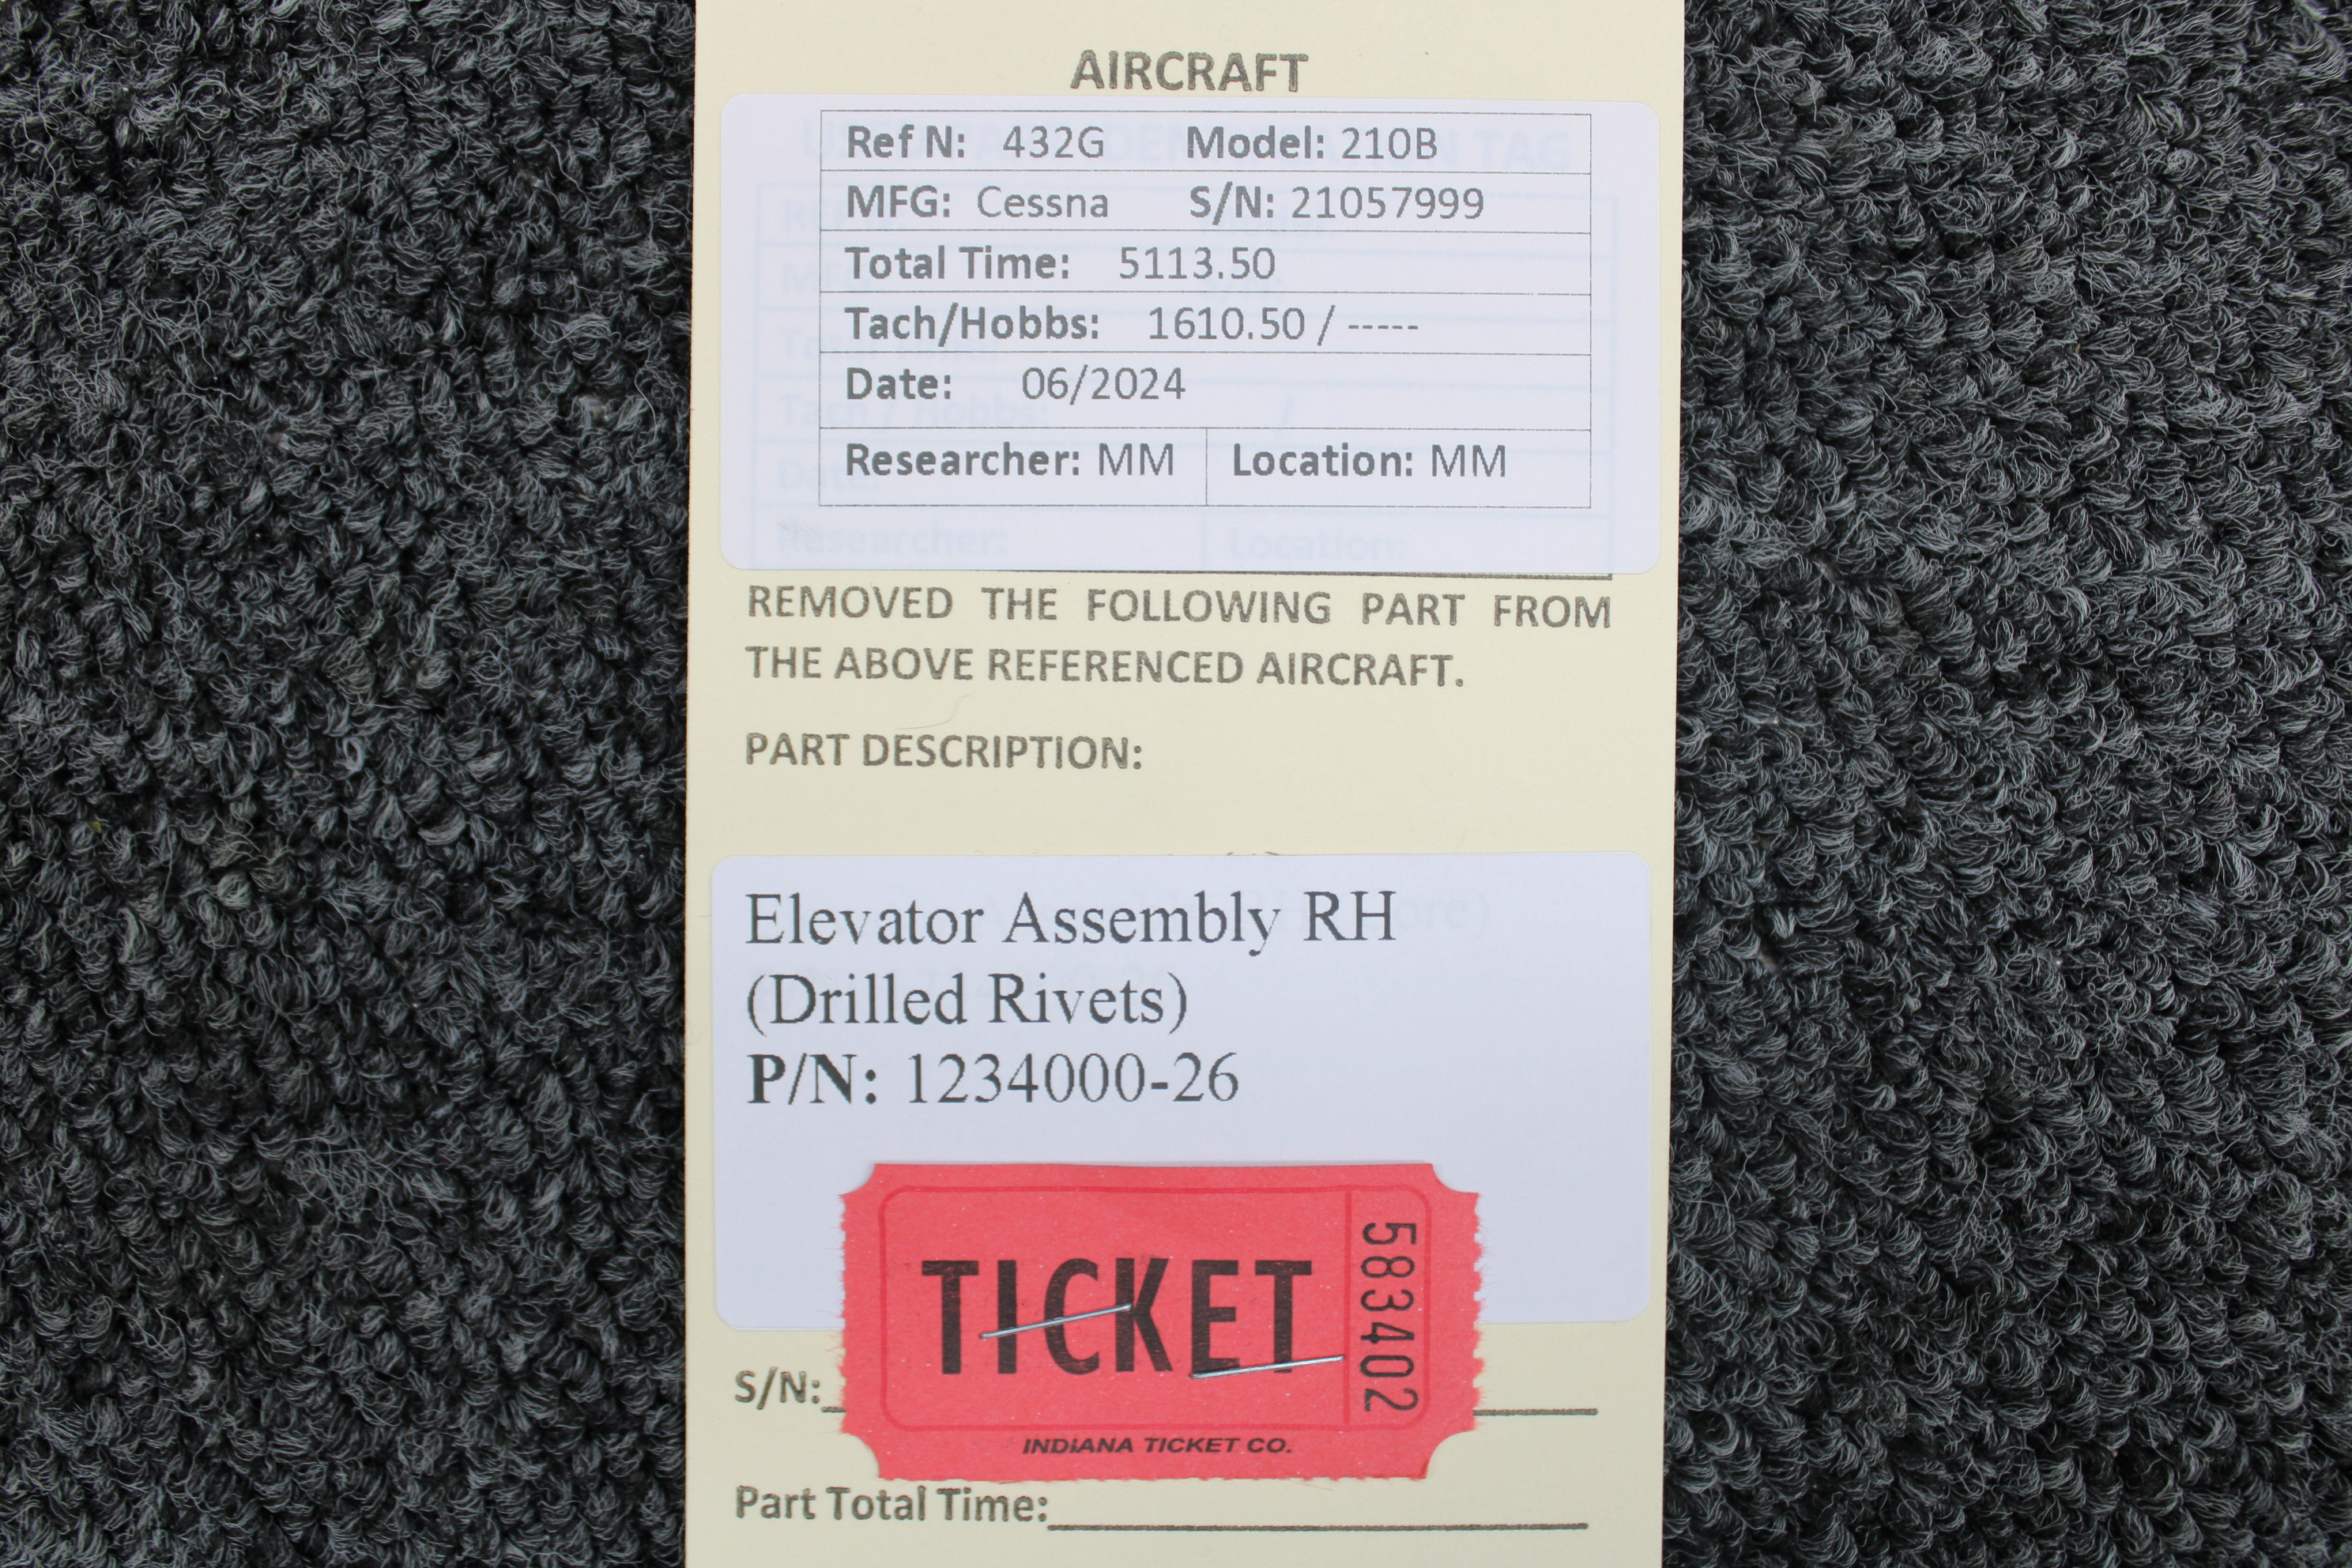 AIRCRAFT
Ref N: 432G Model: 210B
MFG: Cessna S/N: 21057999
Total Time: 5113.50
Tach/Hobbs: 1610.50 / -----
Date: 06/2024
Researcher: MM Location: MM
REMOVED THE FOLLOWING PART FROM
THE ABOVE REFERENCED AIRCRAFT.
PART DESCRIPTION:
Elevator Assembly RH
(Drilled Rivets)
P/N: 1234000-26
TICKET
583402
INDIANA TICKET CO.
S/N:
Part Total Time: